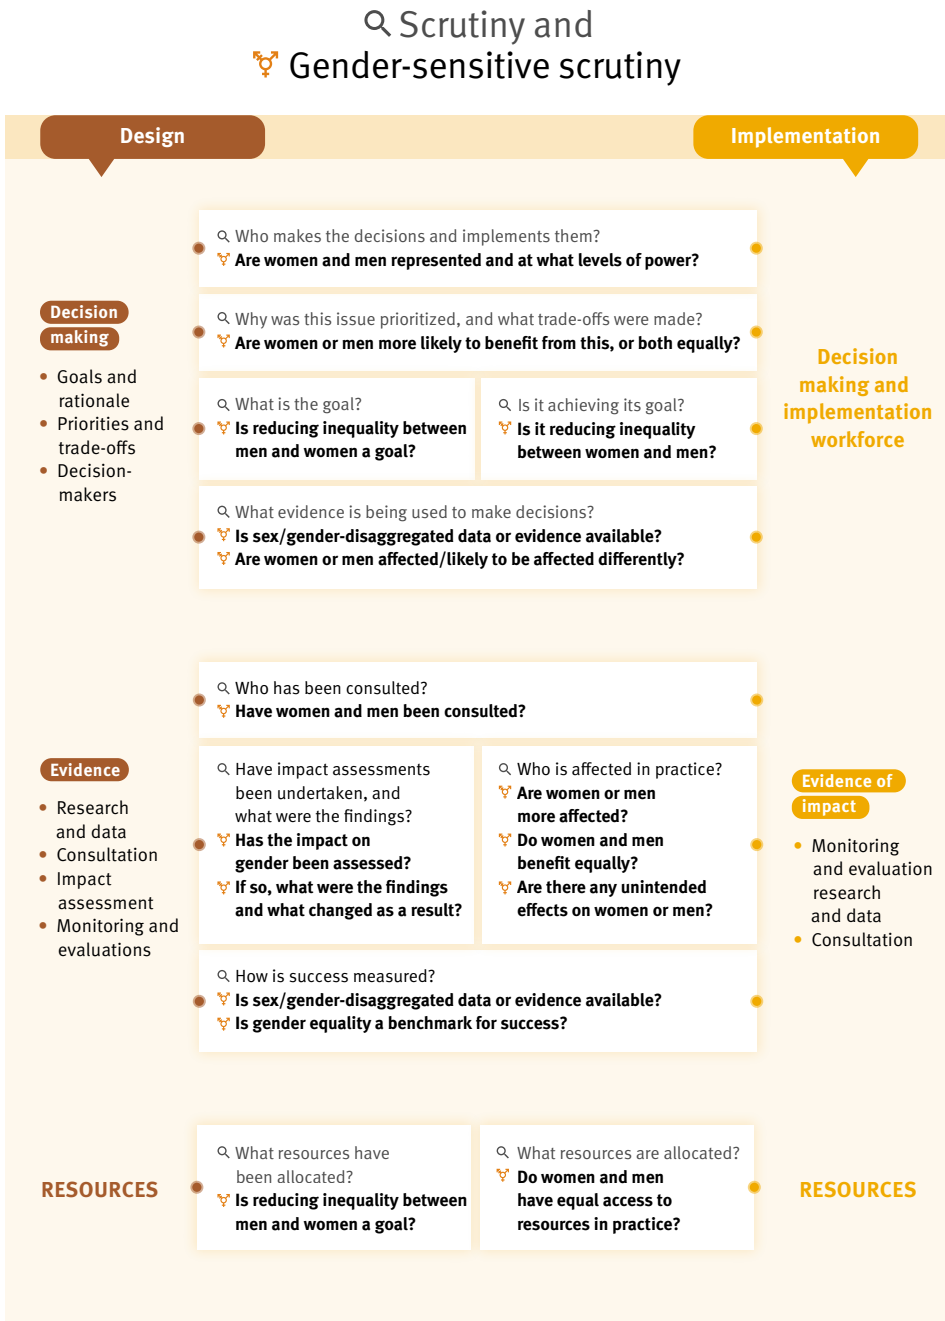 Scrutiny and
Gender-sensitive scrutiny
Design
Implementation
Who makes the decisions and implements them?
Are women and men represented and at what levels of power?
Decision
making
• Goals and
rationale
• Priorities and
trade-offs
• Decision-
makers
Why was this issue prioritized, and what trade-offs were made?
Are women or men more likely to benefit from this, or both equally?
What is the goal?
Is reducing inequality between
men and women a goal?
Is it achieving its goal?
Is it reducing inequality
between women and men?
What evidence is being used to make decisions?
Is sex/gender-disaggregated data or evidence available?
Are women or men affected/likely to be affected differently?
Decision
making and
implementation
workforce
Who has been consulted?
Have women and men been consulted?
Evidence
• Research
and data
• Consultation
• Impact
assessment
• Monitoring and
evaluations
Have impact assessments
been undertaken, and
what were the findings?
Has the impact on
gender been assessed?
If so, what were the findings
and what changed as a result?
Who is affected in practice?
Are women or men
more affected?
Do women and men
benefit equally?
Are there any unintended
effects on women or men?
How is success measured?
Is sex/gender-disaggregated data or evidence available?
Is gender equality a benchmark for success?
Evidence of
impact
• Monitoring
and evaluation
research
and data
• Consultation
RESOURCES
What resources have
been allocated?
Is reducing inequality between
men and women a goal?
What resources are allocated?
Do women and men
have equal access to
resources in practice?
RESOURCES